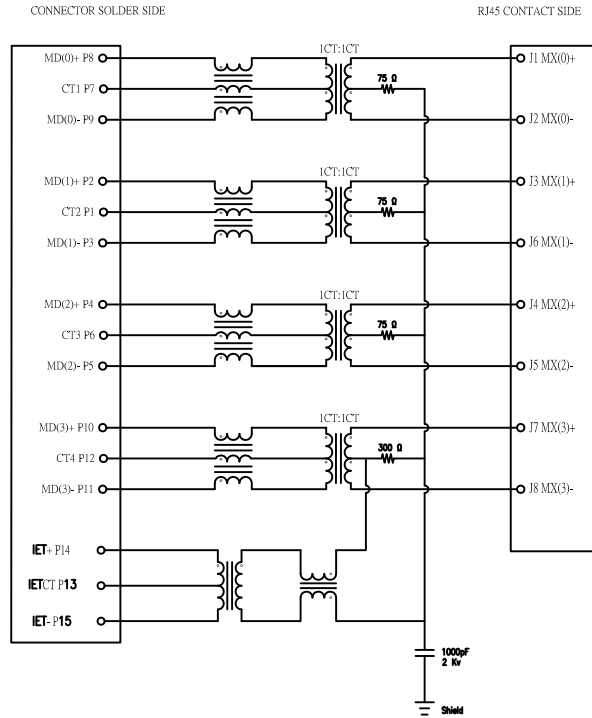 CONNECTOR SOLDER SIDE
RJ45 CONTACT SIDE
1CT:1CT
MD(0)+ P8
J1 MX(0)+
75 Ω
CT1 P7
MD(0)- P9
J2 MX(0)-
1CT:1CT
MD(1)+ P2
J3 MX(1)+
75 Ω
CT2 P1
MD(1)- P3
J6 MX(1)-
1CT:1CT
MD(2)+ P4
J4 MX(2)+
75 Ω
CT3 P6
MD(2)- P5
J5 MX(2)-
1CT:1CT
MD(3)+ P10
J7 MX(3)+
300 Ω
CT4 P12
MD(3)- P11
J8 MX(3)-
IET+ P14
IETCT P13
IET- P15
1000pF
2 Kv
Shield